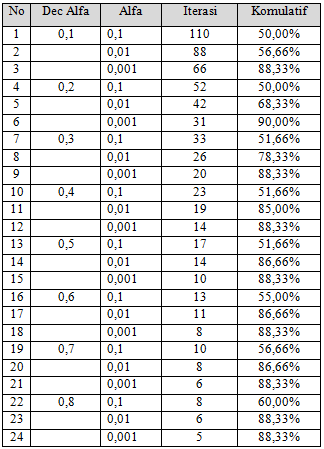 No Dec Alfa Alfa Iterasi Komulatif
1 0,1 0,1 110 50,00%
2 0,01 88 56,66%
3 0,001 66 88,33%
4 0,2 0,1 52 50,00%
5 0,01 42 68,33%
6 0,001 31 90,00%
7 0,3 0,1 33 51,66%
8 0,01 26 78,33%
9 0,001 20 88,33%
10 0,4 0,1 23 51,66%
11 0,01 19 85,00%
12 0,001 14 88,33%
13 0,5 0,1 17 51,66%
14 0,01 14 86,66%
15 0,001 10 88,33%
16 0,6 0,1 13 55,00%
17 0,01 11 86,66%
18 0,001 8 88,33%
19 0,7 0,1 10 56,66%
20 0,01 8 86,66%
21 0,001 6 88,33%
22 0,8 0,1 8 60,00%
23 0,01 6 88,33%
24 0,001 5 88,33%